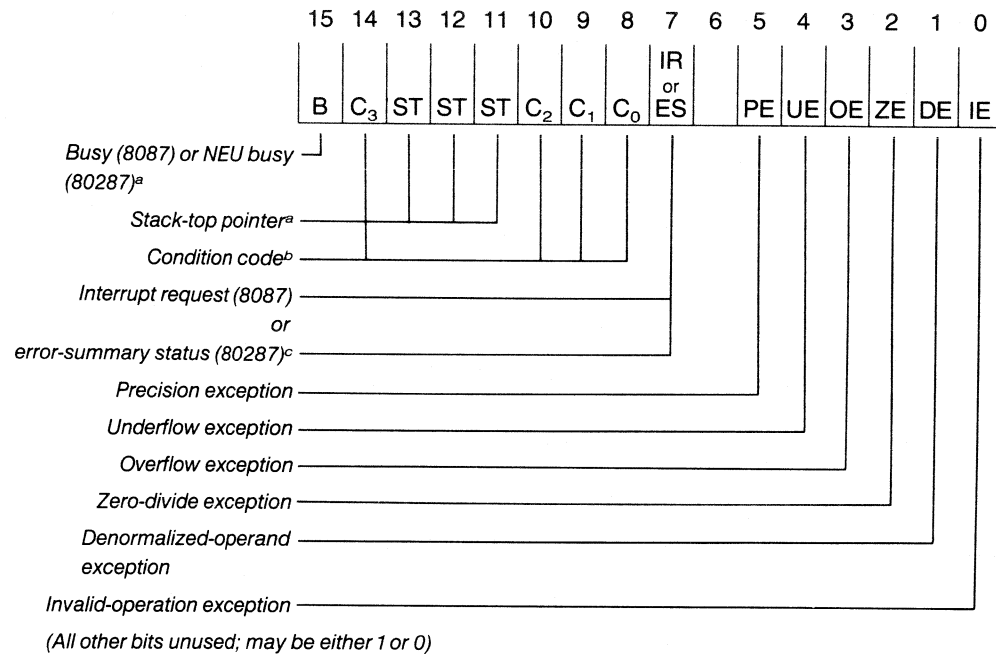 15 14 13 12 11 10 9 8 7 6 5 4 3 2 1 0
IR
or
B C₃ ST ST ST C₂ C₁ C₀ ES PE UE OE ZE DE IE
Busy (8087) or NEU busy
(80287)ᵃ
Stack-top pointerᵃ
Condition codeᵇ
Interrupt request (8087)
or
error-summary status (80287)ᶜ
Precision exception
Underflow exception
Overflow exception
Zero-divide exception
Denormalized-operand
exception
Invalid-operation exception
(All other bits unused; may be either 1 or 0)